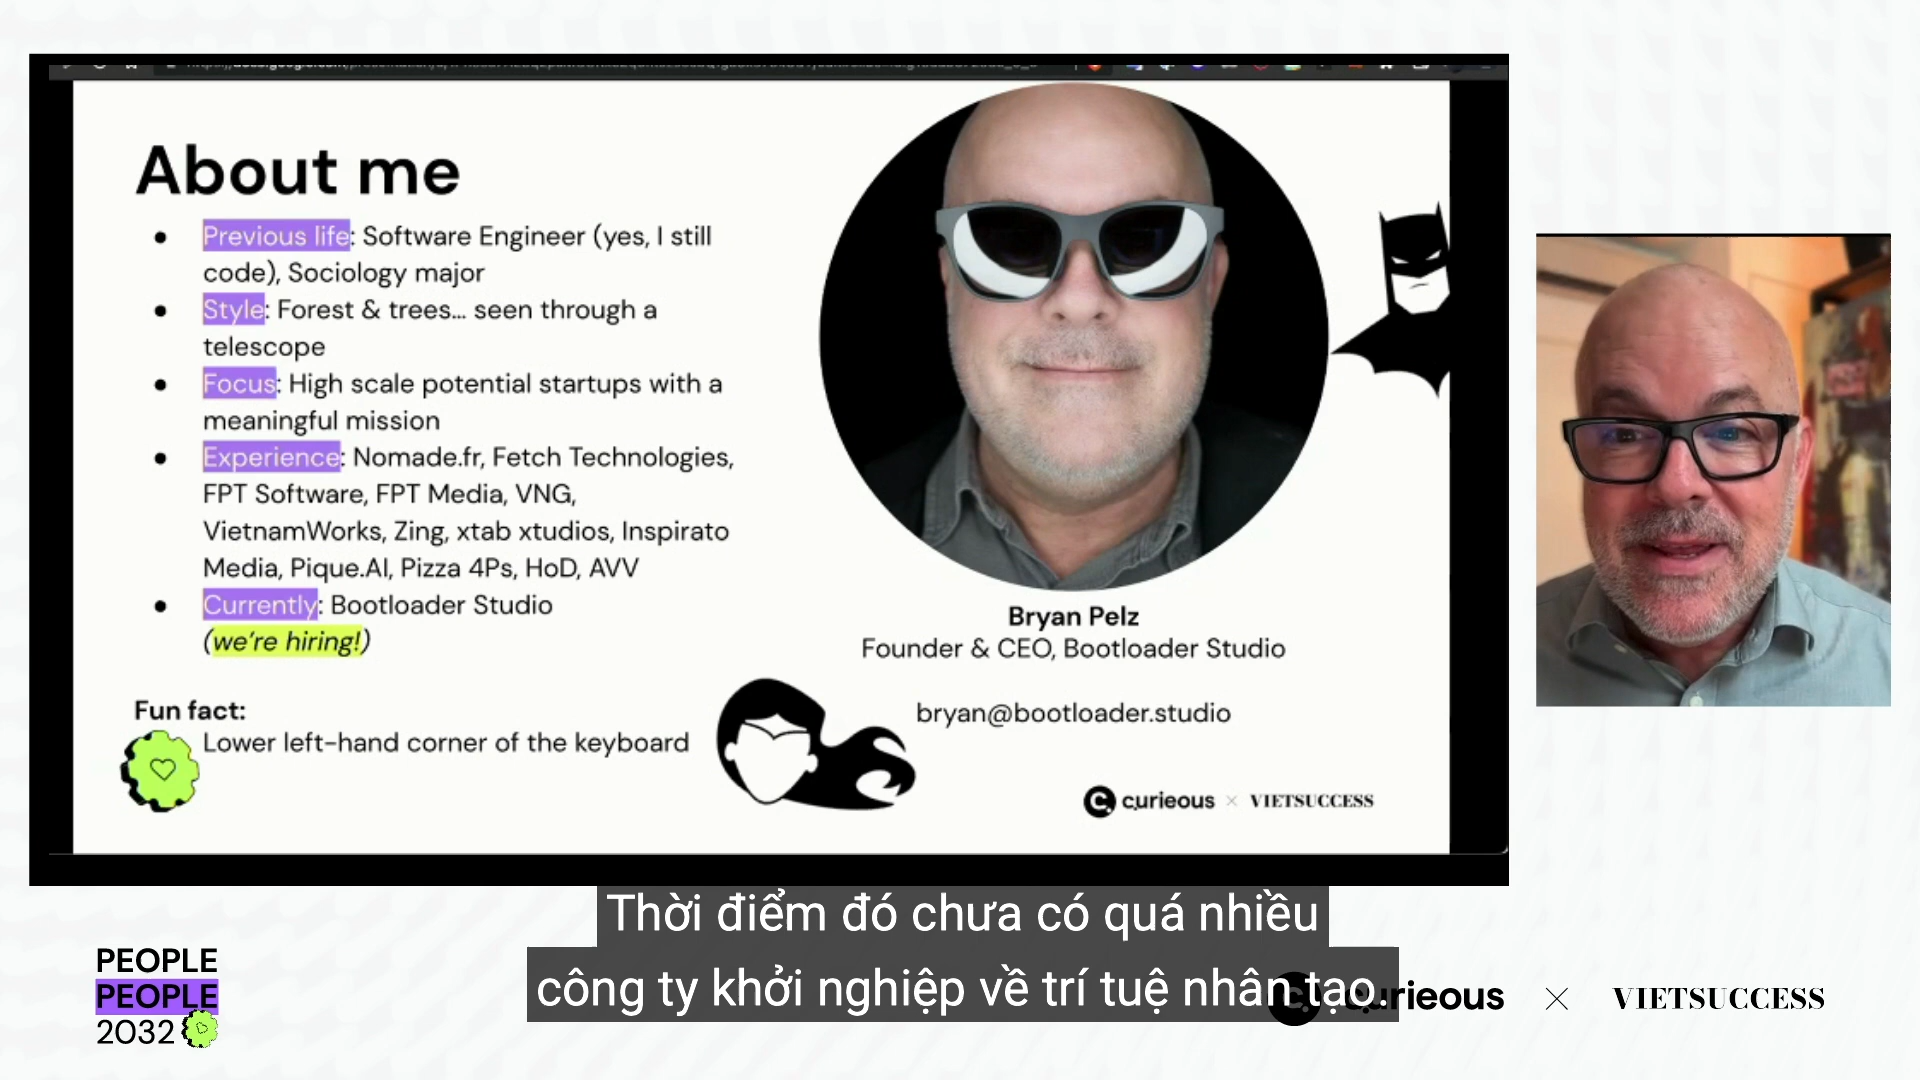 About me
● Previous life: Software Engineer (yes, I still
code), Sociology major
● Style: Forest & trees... seen through a
telescope
● Focus: High scale potential startups with a
meaningful mission
● Experience: Nomade.fr, Fetch Technologies,
FPT Software, FPT Media, VNG,
VietnamWorks, Zing, xtab xtudios, Inspirato
Media, Pique.AI, Pizza 4Ps, HoD, AVV
● Currently: Bootloader Studio
(we're hiring!)
Fun fact:
Lower left-hand corner of the keyboard
Bryan Pelz
Founder & CEO, Bootloader Studio
bryan@bootloader.studio
curieous × VIETSUCCESS
Thời điểm đó chưa có quá nhiều
công ty khởi nghiệp về trí tuệ nhân tạo.
PEOPLE
PEOPLE
2032
curieous × VIETSUCCESS